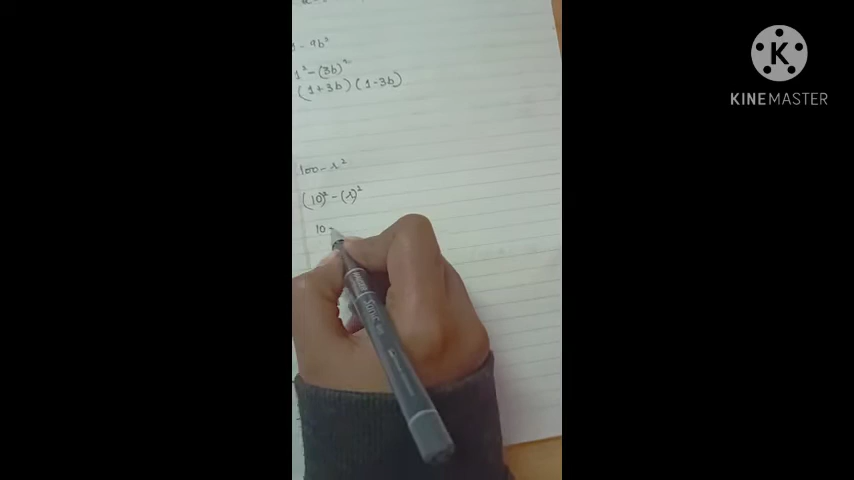 1 - 9b²
1² - (3b)²
(1+3b) (1-3b)
100 - x²
(10)² - (x)²
10 -
K
KINEMASTER